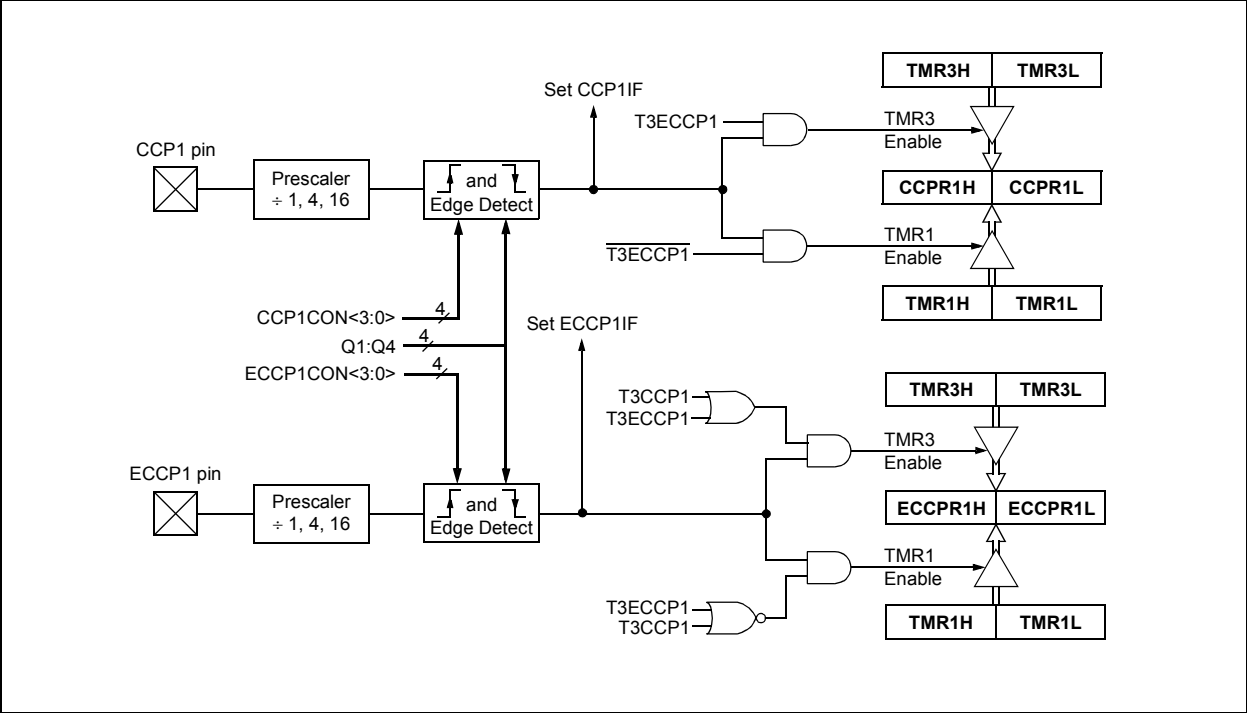 TMR3H TMR3L
Set CCP1IF
T3ECCP1
TMR3
Enable
CCP1 pin
Prescaler
÷ 1, 4, 16
and
Edge Detect
CCPR1H CCPR1L
T3ECCP1
TMR1
Enable
TMR1H TMR1L
CCP1CON<3:0> 4
Q1:Q4 4
ECCP1CON<3:0> 4
Set ECCP1IF
TMR3H TMR3L
T3CCP1
T3ECCP1
TMR3
Enable
ECCP1 pin
Prescaler
÷ 1, 4, 16
and
Edge Detect
ECCPR1H ECCPR1L
TMR1
Enable
T3ECCP1
T3CCP1
TMR1H TMR1L